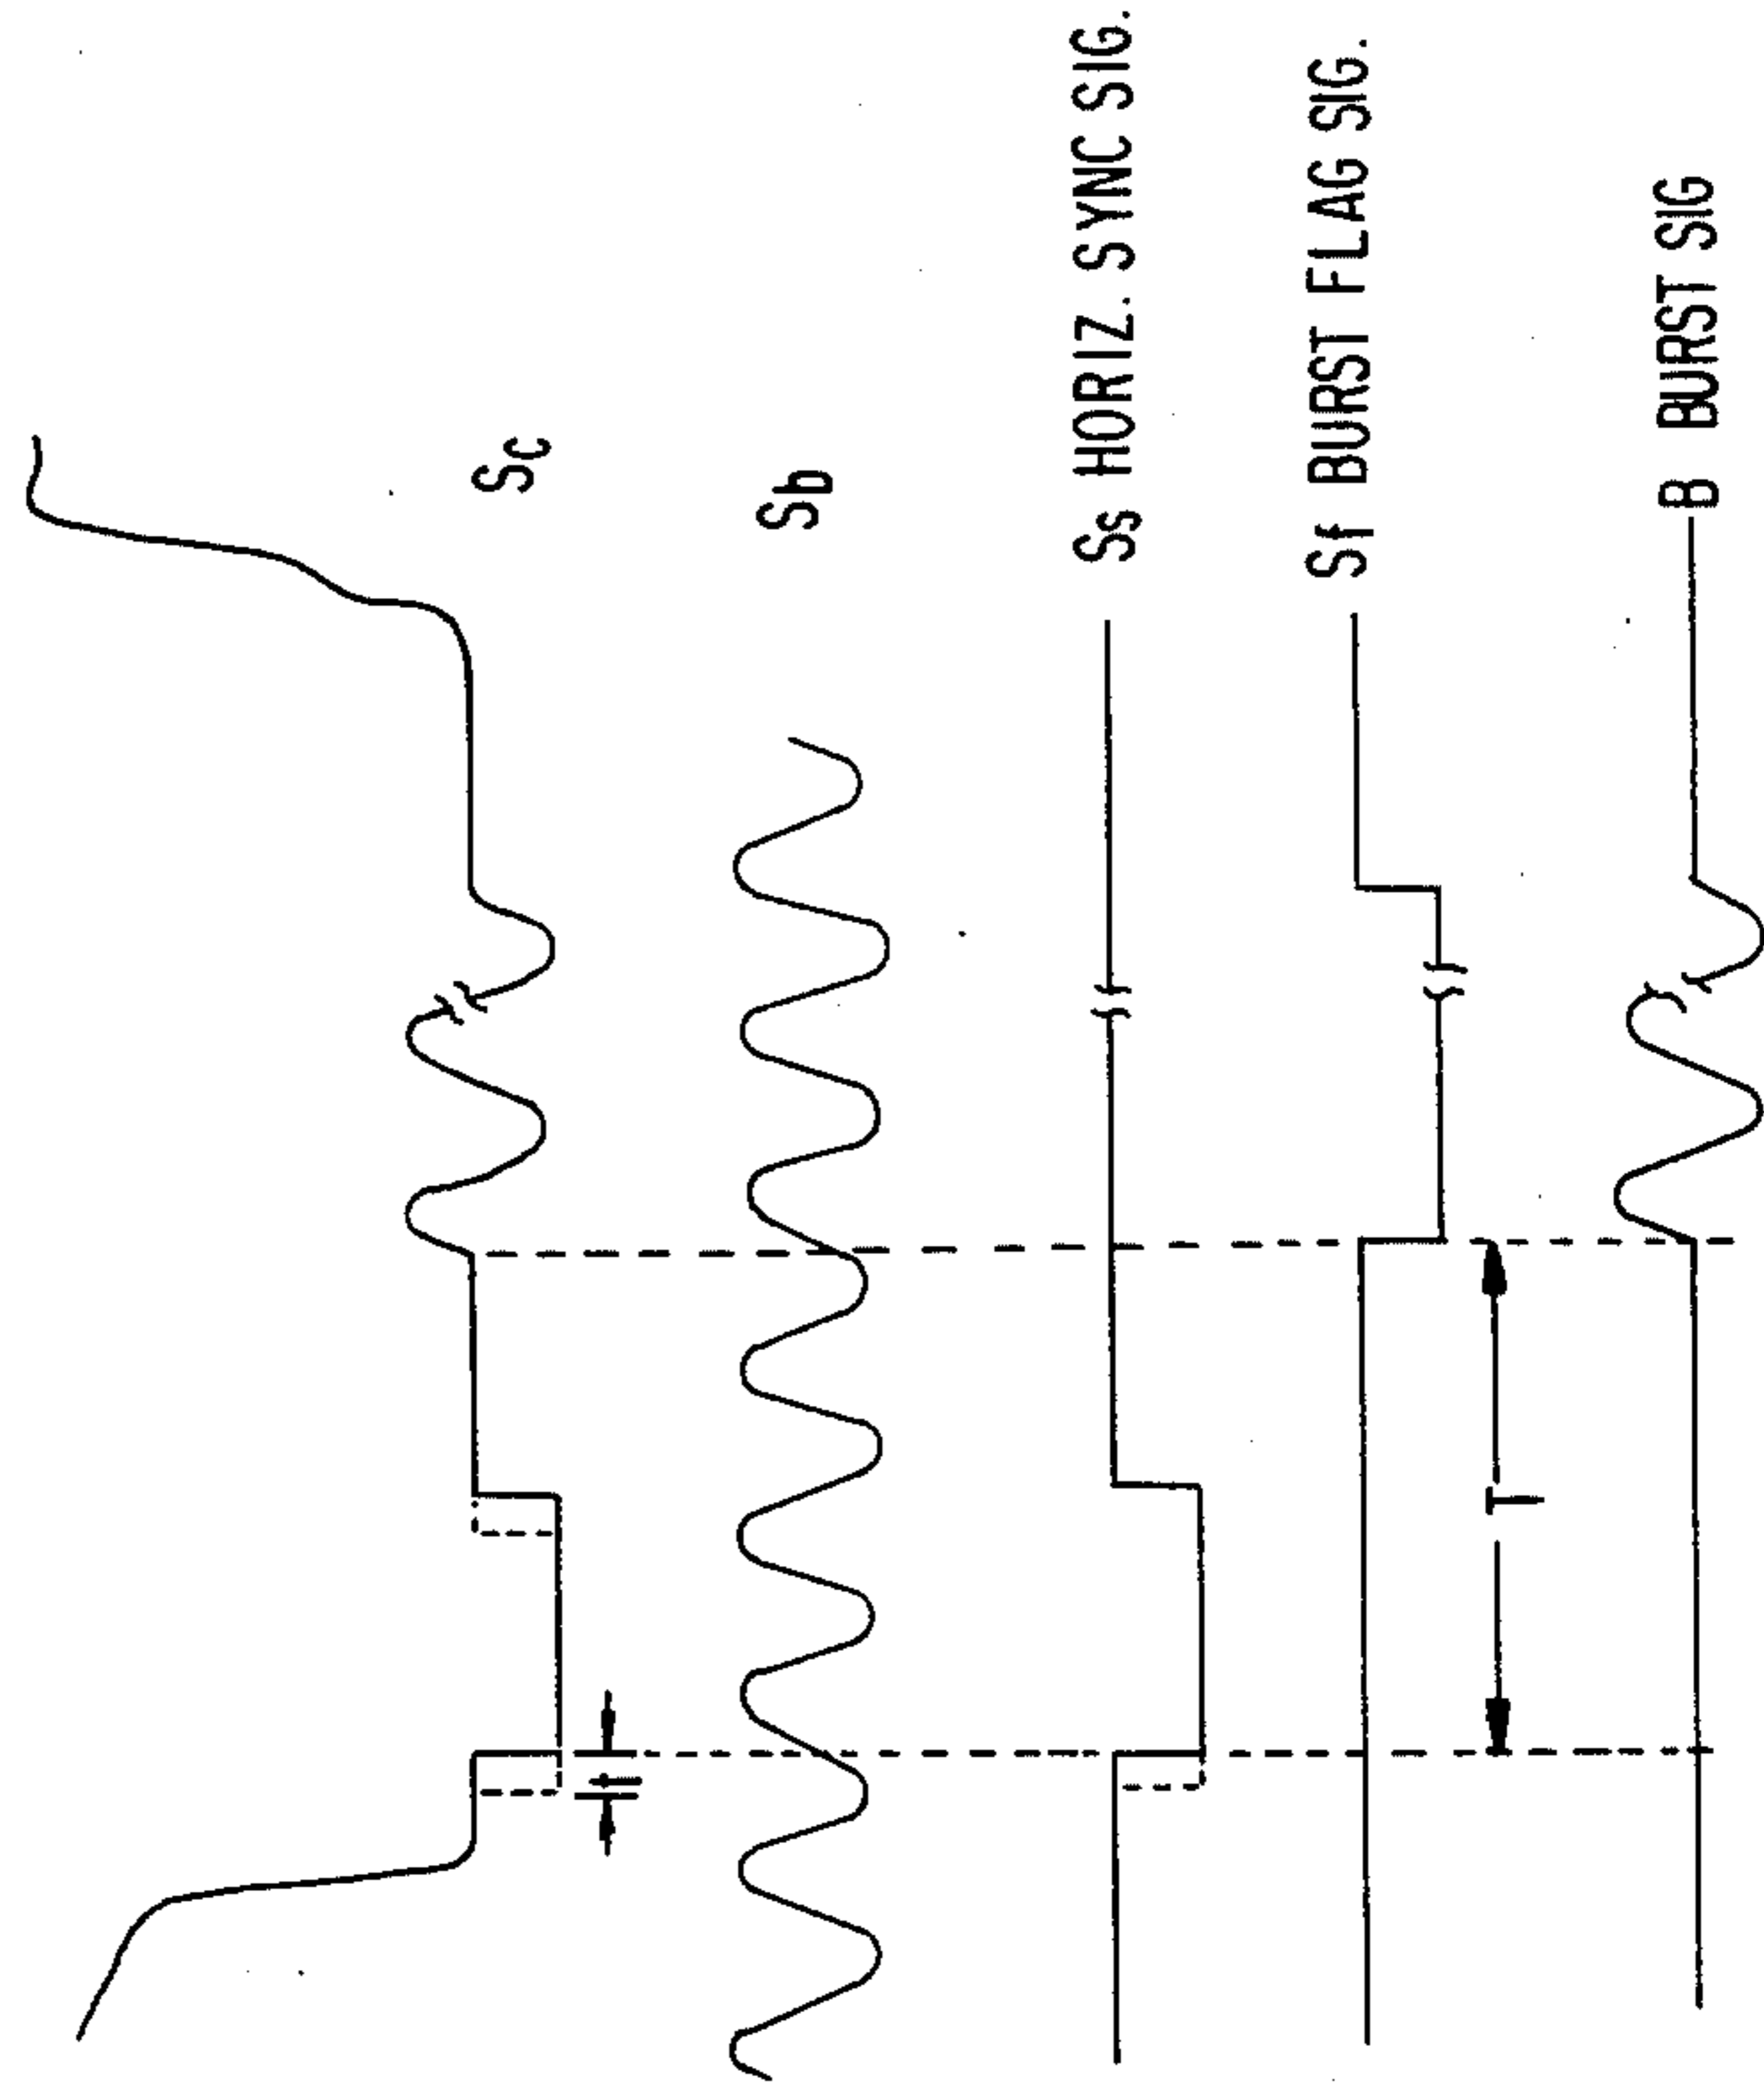 Sc
Sb
Ss HORIZ. SYNC SIG.
Sf BURST FLAG SIG.
B BURST SIG
t
T